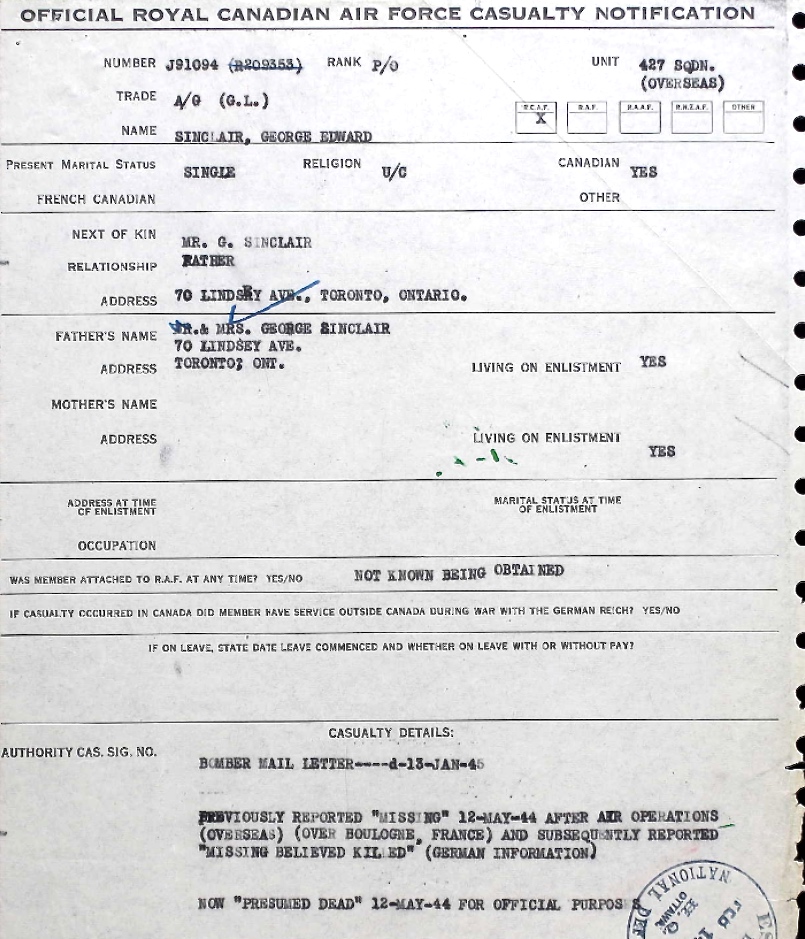 OFFICIAL ROYAL CANADIAN AIR FORCE CASUALTY NOTIFICATION
NUMBER J91094 (R209353) RANK P/O UNIT 427 SQDN.
(OVERSEAS)
TRADE A/G (G.L.)
R.C.A.F. R.A.F. R.A.A.F. R.N.Z.A.F. OTHER
X
NAME SINCLAIR, GEORGE EDWARD
PRESENT MARITAL STATUS SINGLE RELIGION U/C CANADIAN YES
FRENCH CANADIAN OTHER
NEXT OF KIN MR. G. SINCLAIR
RELATIONSHIP FATHER
ADDRESS 70 LINDSEY AVE., TORONTO, ONTARIO.
FATHER'S NAME MR.& MRS. GEORGE SINCLAIR
70 LINDSEY AVE.
ADDRESS TORONTO, ONT. LIVING ON ENLISTMENT YES
MOTHER'S NAME
ADDRESS LIVING ON ENLISTMENT YES
ADDRESS AT TIME OF ENLISTMENT MARITAL STATUS AT TIME OF ENLISTMENT
OCCUPATION
WAS MEMBER ATTACHED TO R.A.F. AT ANY TIME? YES/NO NOT KNOWN BEING OBTAINED
IF CASUALTY OCCURRED IN CANADA DID MEMBER HAVE SERVICE OUTSIDE CANADA DURING WAR WITH THE GERMAN REICH? YES/NO
IF ON LEAVE, STATE DATE LEAVE COMMENCED AND WHETHER ON LEAVE WITH OR WITHOUT PAY?
CASUALTY DETAILS:
AUTHORITY CAS. SIG. NO. BOMBER MAIL LETTER----d-13-JAN-45
PREVIOUSLY REPORTED "MISSING" 12-MAY-44 AFTER AIR OPERATIONS
(OVERSEAS) (OVER BOULOGNE, FRANCE) AND SUBSEQUENTLY REPORTED
"MISSING BELIEVED KILLED" (GERMAN INFORMATION)
NOW "PRESUMED DEAD" 12-MAY-44 FOR OFFICIAL PURPOSES
NATIONAL DEF
NAVY
OTTAWA
FEB 1
ES